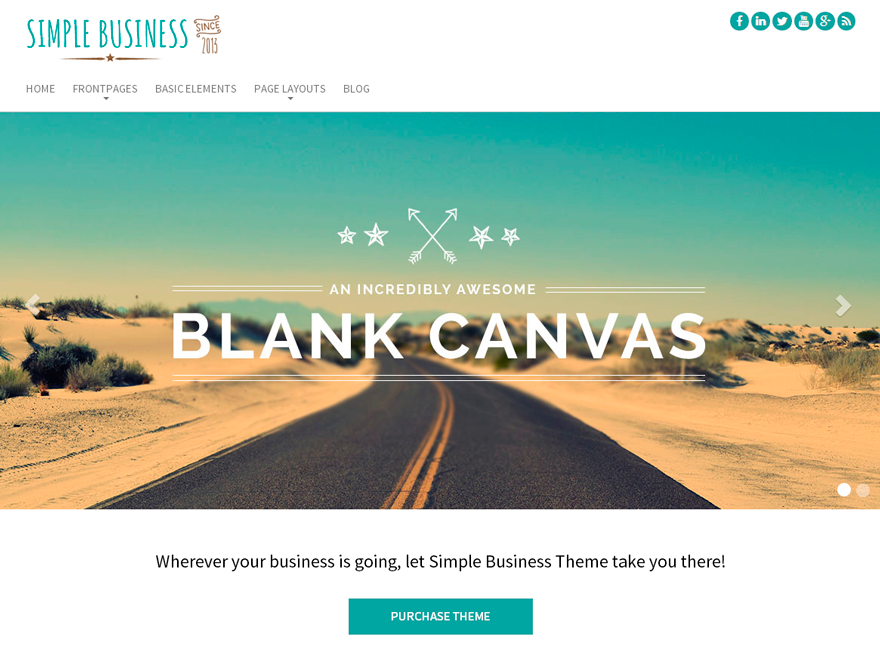 SIMPLE BUSINESS
SINCE
2013
HOME FRONTPAGES BASIC ELEMENTS PAGE LAYOUTS BLOG
AN INCREDIBLY AWESOME
BLANK CANVAS
Wherever your business is going, let Simple Business Theme take you there!
PURCHASE THEME